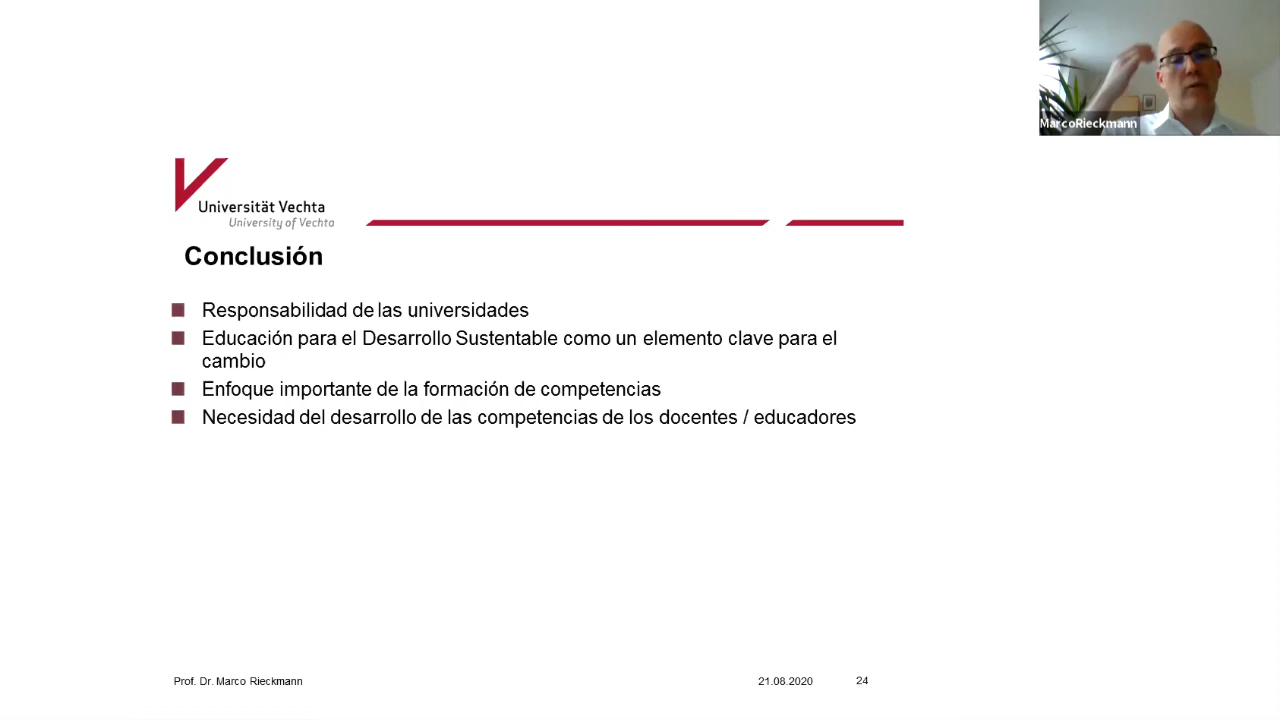 MarcoRieckmann
Universität Vechta
University of Vechta
Conclusión
Responsabilidad de las universidades
Educación para el Desarrollo Sustentable como un elemento clave para el
cambio
Enfoque importante de la formación de competencias
Necesidad del desarrollo de las competencias de los docentes / educadores
Prof. Dr. Marco Rieckmann
21.08.2020
24